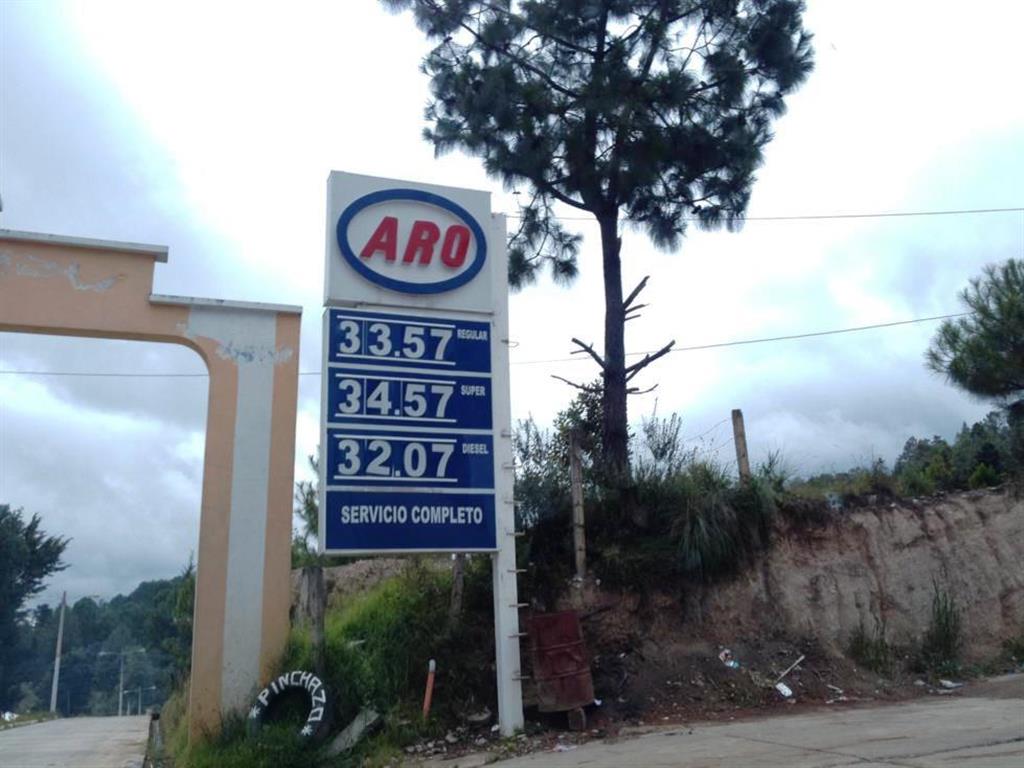 ARO
33.57 REGULAR
34.57 SUPER
32.07 DIESEL
SERVICIO COMPLETO
* PINCHAZO *